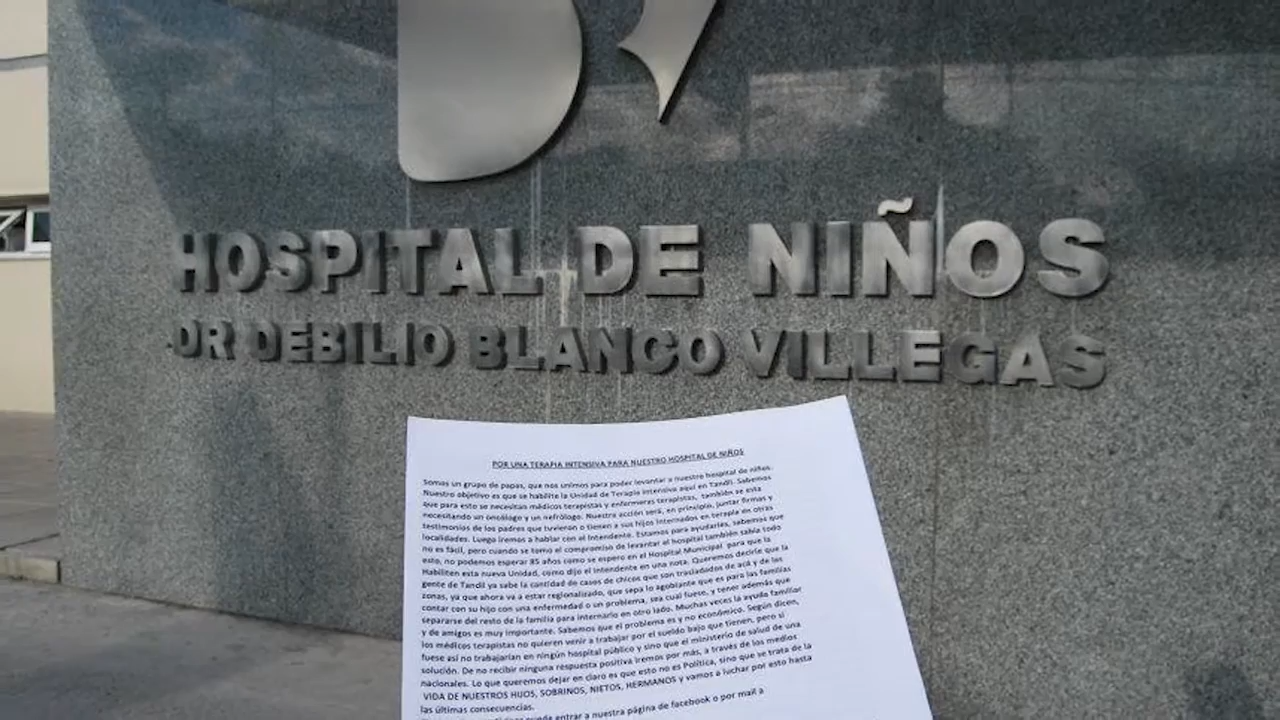 HOSPITAL DE NIÑOS
DR DEBILIO BLANCO VILLEGAS
POR UNA TERAPIA INTENSIVA PARA NUESTRO HOSPITAL DE NIÑOS
Somos un grupo de papas, que nos unimos para poder levantar a nuestro hospital de niños.
Nuestro objetivo es que se habilite la Unidad de Terapia Intensiva aquí en Tandil. Sabemos
que para esto se necesitan médicos terapistas y enfermeras terapistas, también se esta
necesitando un oncólogo y un nefrólogo. Nuestra acción será, en principio, juntar firmas y
testimonios de los padres que tuvieron o tienen a sus hijos internados en terapia en otras
localidades. Luego iremos a hablar con el Intendente. Estamos para ayudarlos, sabemos que
no es fácil, pero cuando se tomo el compromiso de levantar el hospital también sabía todo
esto, no podemos esperar 85 años como se espero en el Hospital Municipal para que la
Habiliten esta nueva Unidad, como dijo el intendente en una nota. Queremos decirle que la
gente de Tandil ya sabe la cantidad de casos de chicos que son trasladados de acá y de las
zonas, ya que ahora va a estar regionalizado, que sepa lo agobiante que es para las familias
contar con su hijo con una enfermedad o un problema, sea cual fuese, y tener además que
separarse del resto de la familia para internarlo en otro lado. Muchas veces la ayuda familiar
y de amigos es muy importante. Sabemos que el problema es y no económico. Según dicen,
los médicos terapistas no quieren venir a trabajar por el sueldo bajo que tienen, pero si
fuese así no trabajarían en ningún hospital público y sino que el ministerio de salud de una
solución. De no recibir ninguna respuesta positiva iremos por más, a través de los medios
nacionales. Lo que queremos dejar en claro es que esto no es Política, sino que se trata de la
VIDA DE NUESTROS HIJOS, SOBRINOS, NIETOS, HERMANOS y vamos a luchar por esto hasta
las últimas consecuencias.
puede entrar a nuestra página de facebook o por mail a